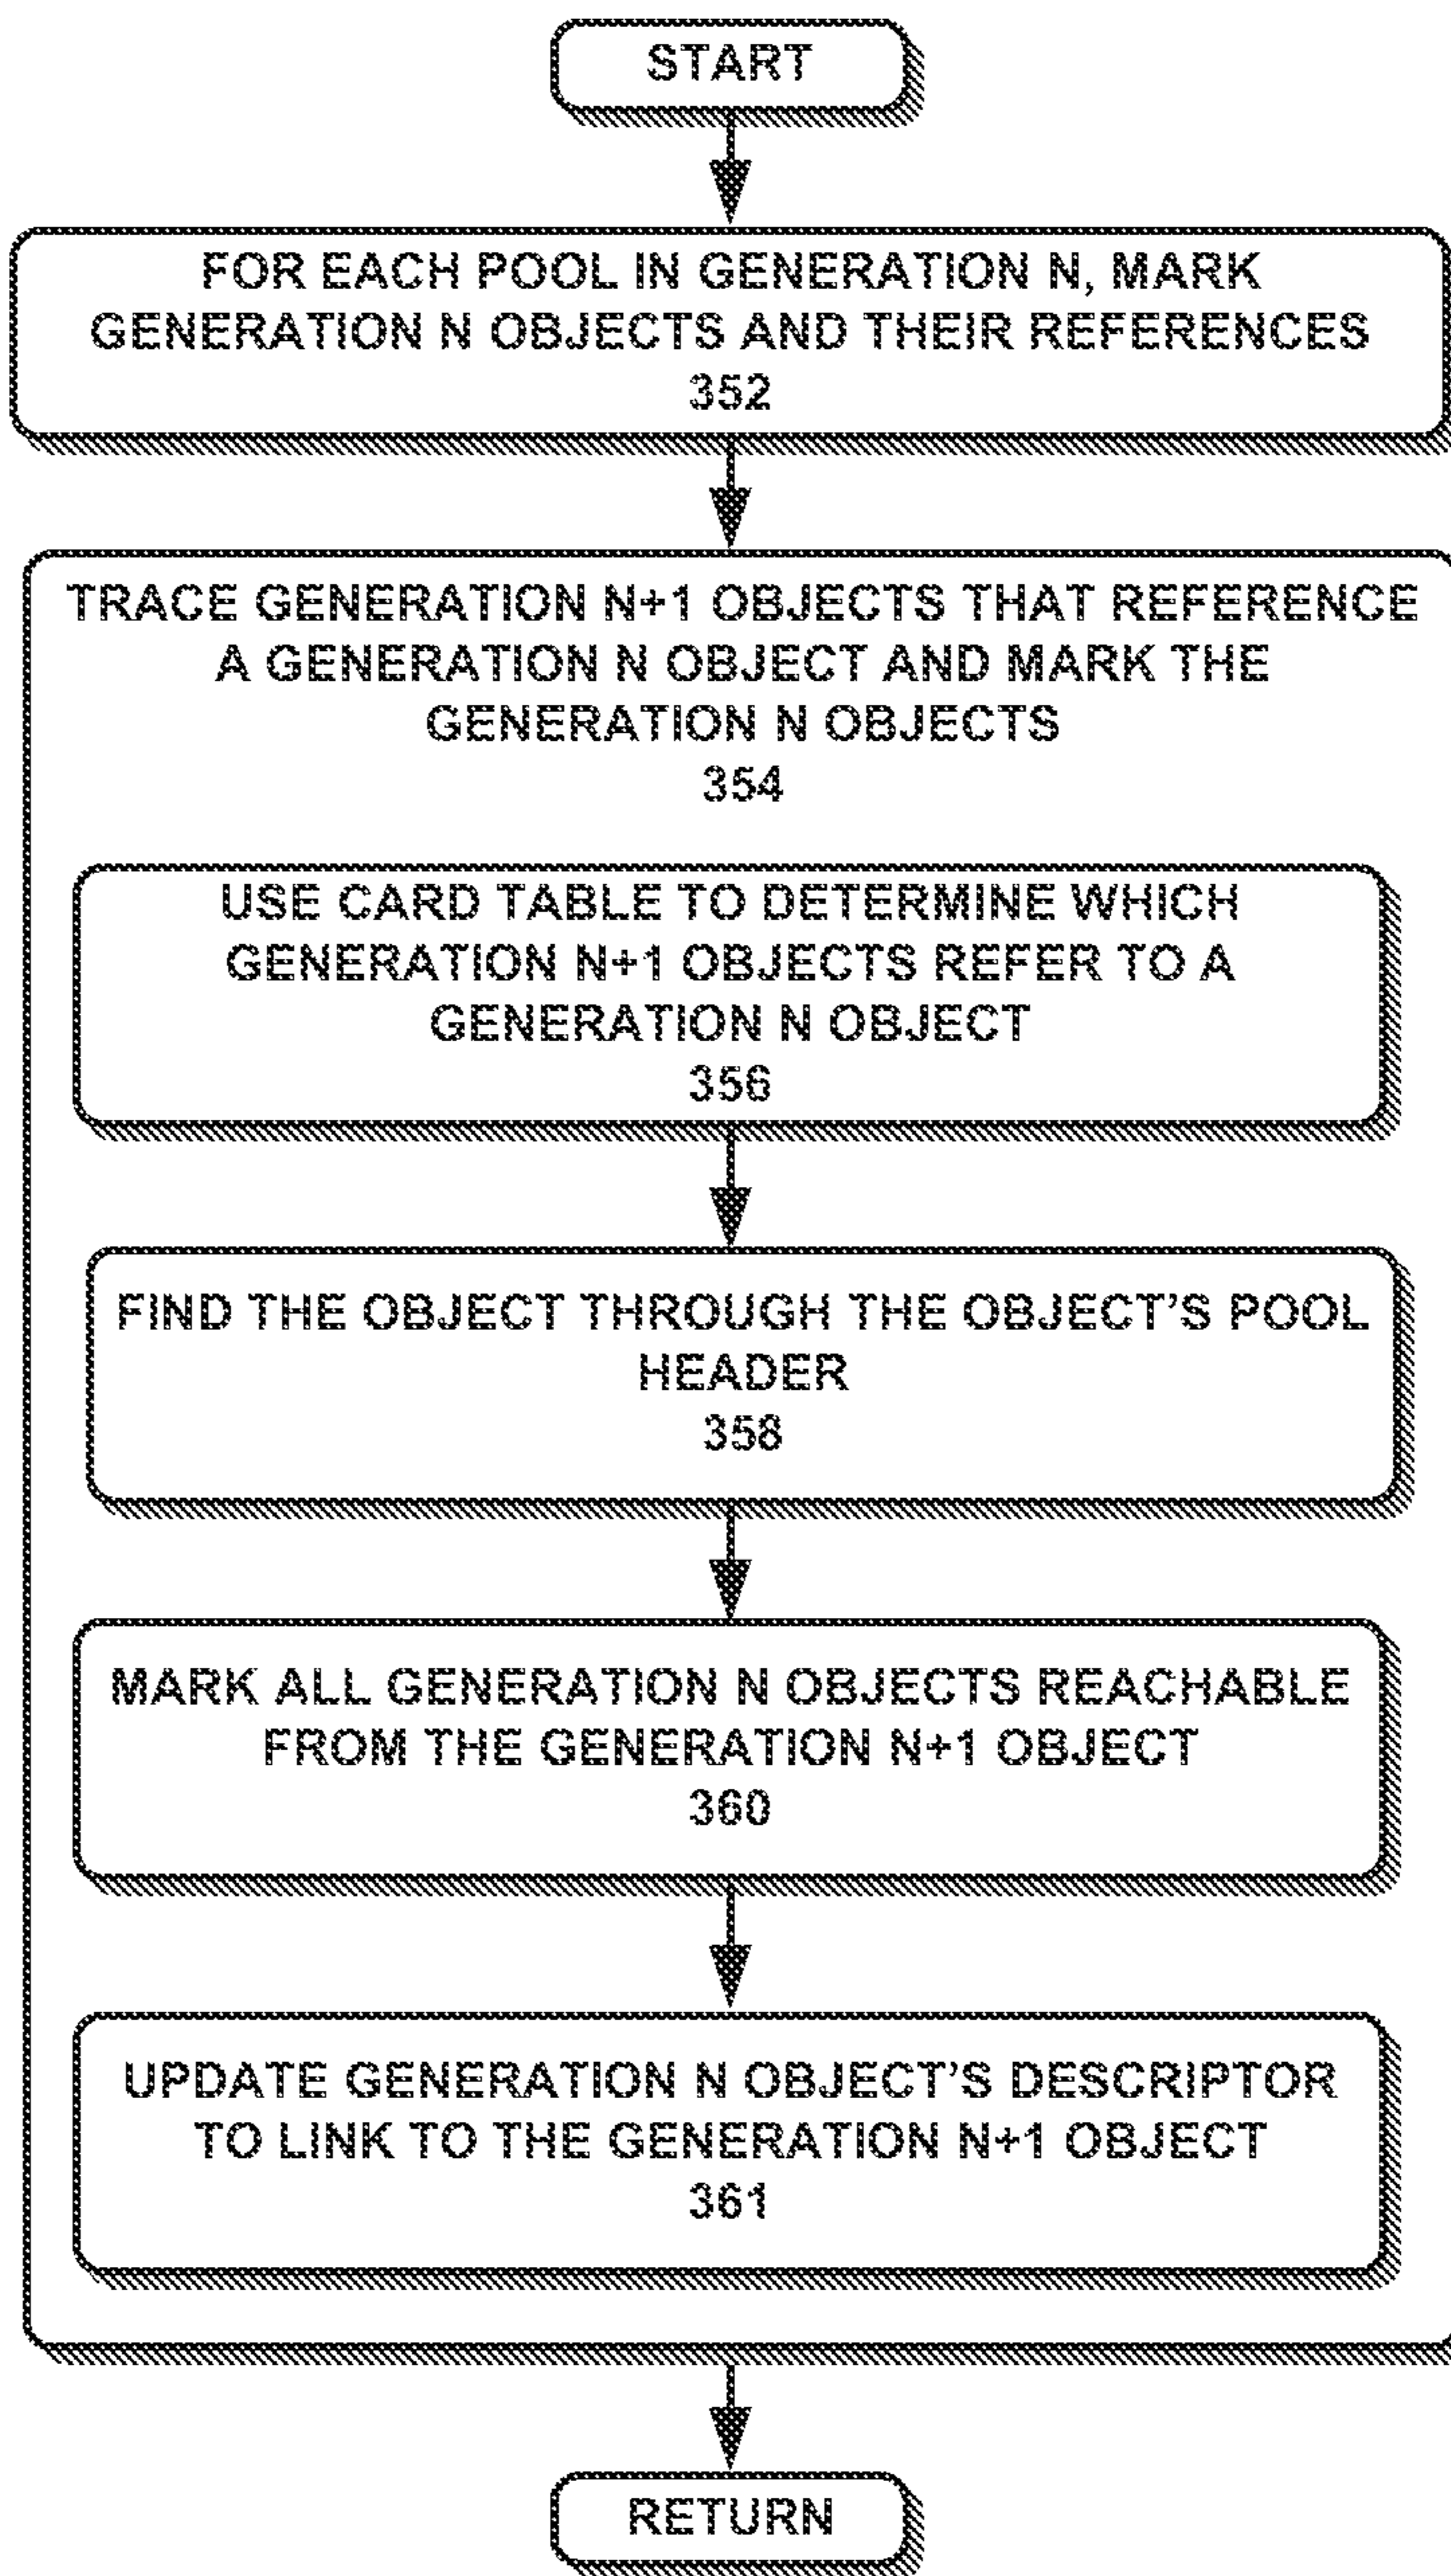 START
FOR EACH POOL IN GENERATION N, MARK
GENERATION N OBJECTS AND THEIR REFERENCES
352
TRACE GENERATION N+1 OBJECTS THAT REFERENCE
A GENERATION N OBJECT AND MARK THE
GENERATION N OBJECTS
354
USE CARD TABLE TO DETERMINE WHICH
GENERATION N+1 OBJECTS REFER TO A
GENERATION N OBJECT
356
FIND THE OBJECT THROUGH THE OBJECT'S POOL
HEADER
358
MARK ALL GENERATION N OBJECTS REACHABLE
FROM THE GENERATION N+1 OBJECT
360
UPDATE GENERATION N OBJECT'S DESCRIPTOR
TO LINK TO THE GENERATION N+1 OBJECT
361
RETURN